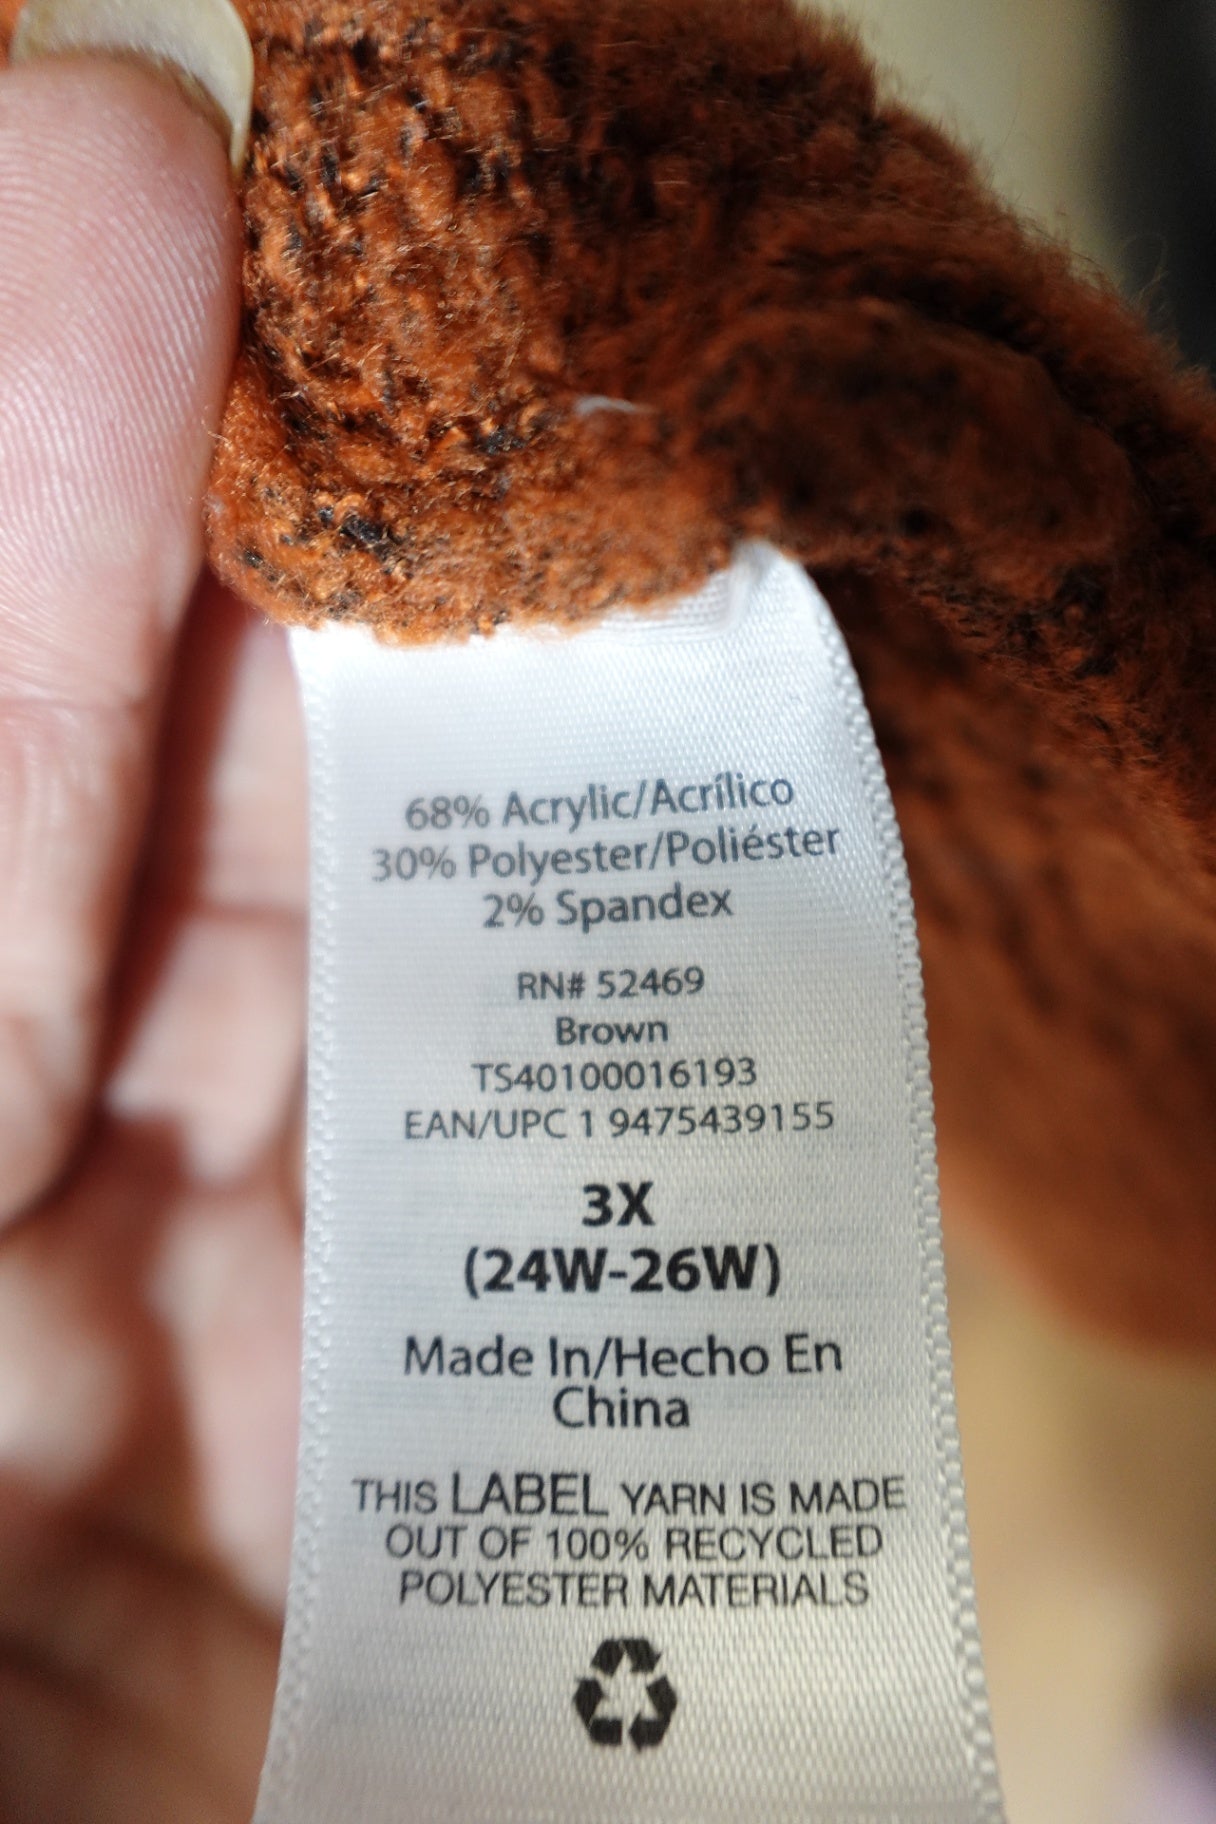 68% Acrylic/Acrílico
30% Polyester/Poliéster
2% Spandex
RN# 52469
Brown
TS40100016193
EAN/UPC 1 9475439155
3X
(24W-26W)
Made In/Hecho En
China
THIS LABEL YARN IS MADE
OUT OF 100% RECYCLED
POLYESTER MATERIALS